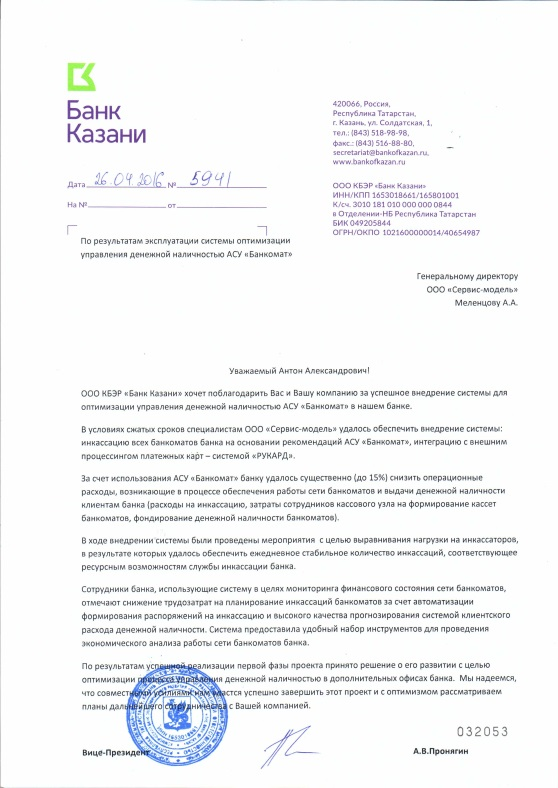 Банк
Казани
420066, Россия,
Республика Татарстан,
г. Казань, ул. Солдатская, 1,
тел.: (843) 518-98-98,
факс.: (843) 516-88-80,
secretariat@bankofkazan.ru,
www.bankofkazan.ru
Дата 26.04.2016 № 5941
На № от
ООО КБЭР «Банк Казани»
ИНН/КПП 1653018661/165801001
К/сч. 3010 181 010 000 000 0844
в Отделении-НБ Республика Татарстан
БИК 049205844
ОГРН/ОКПО 1021600000014/40654987
По результатам эксплуатации системы оптимизации
управления денежной наличностью АСУ «Банкомат»
Генеральному директору
ООО «Сервис-модель»
Меленцову А.А.
Уважаемый Антон Александрович!
ООО КБЭР «Банк Казани» хочет поблагодарить Вас и Вашу компанию за успешное внедрение системы для
оптимизации управления денежной наличностью АСУ «Банкомат» в нашем банке.
В условиях сжатых сроков специалистам ООО «Сервис-модель» удалось обеспечить внедрение системы:
инкассацию всех банкоматов банка на основании рекомендаций АСУ «Банкомат», интеграцию с внешним
процессингом платежных карт – системой «РУКАРД».
За счет использования АСУ «Банкомат» банку удалось существенно (до 15%) снизить операционные
расходы, возникающие в процессе обеспечения работы сети банкоматов и выдачи денежной наличности
клиентам банка (расходы на инкассацию, затраты сотрудников кассового узла на формирование кассет
банкоматов, фондирование денежной наличности банкоматов).
В ходе внедрении системы были проведены мероприятия с целью выравнивания нагрузки на инкассаторов,
в результате которых удалось обеспечить ежедневное стабильное количество инкассаций, соответствующее
ресурсным возможностям службы инкассации банка.
Сотрудники банка, использующие систему в целях мониторинга финансового состояния сети банкоматов,
отмечают снижение трудозатрат на планирование инкассаций банкоматов за счет автоматизации
формирования распоряжений на инкассацию и высокого качества прогнозирования системой клиентского
расхода денежной наличности. Система предоставила удобный набор инструментов для проведения
экономического анализа работы сети банкоматов банка.
По результатам успешной реализации первой фазы проекта принято решение о его развитии с целью
оптимизации процесса управления денежной наличностью в дополнительных офисах банка. Мы надеемся,
что совместными усилиями нам удастся успешно завершить этот проект и с оптимизмом рассматриваем
планы дальнейшего сотрудничества с Вашей компанией.
032053
Вице-Президент
А.В.Пронягин